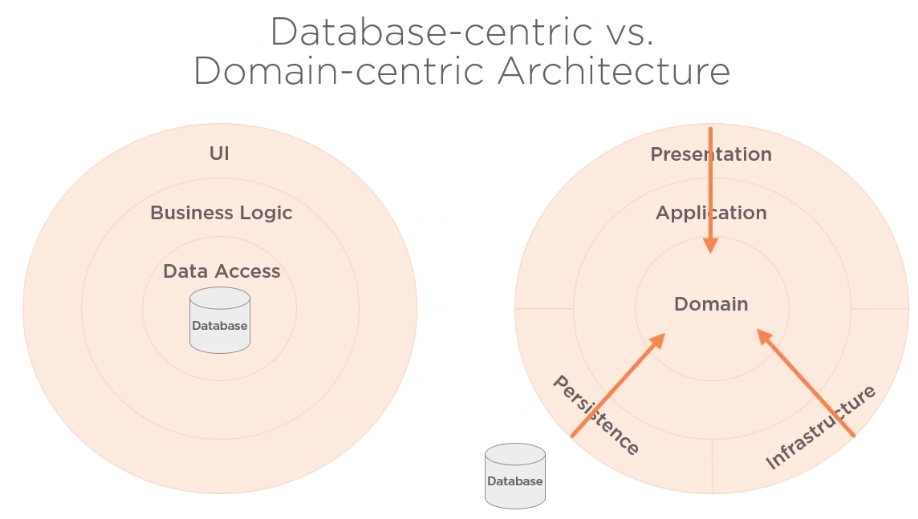 Database-centric vs.
Domain-centric Architecture
UI
Business Logic
Data Access
Database
Presentation
Application
Domain
Persistence
Infrastructure
Database